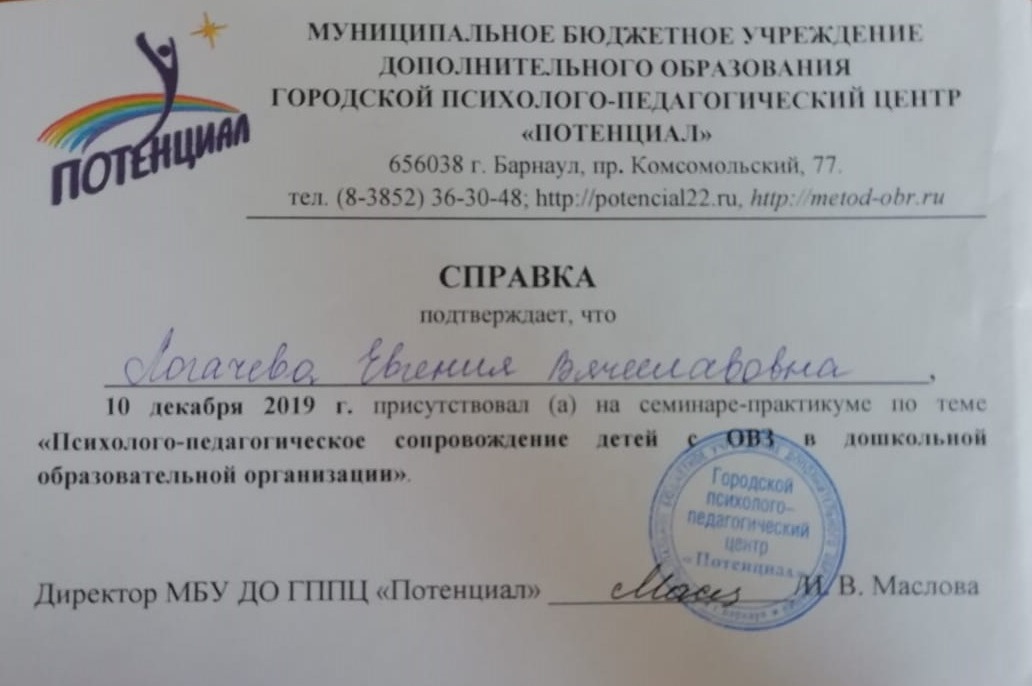 ПОТЕНЦИАЛ
МУНИЦИПАЛЬНОЕ БЮДЖЕТНОЕ УЧРЕЖДЕНИЕ
ДОПОЛНИТЕЛЬНОГО ОБРАЗОВАНИЯ
ГОРОДСКОЙ ПСИХОЛОГО-ПЕДАГОГИЧЕСКИЙ ЦЕНТР
«ПОТЕНЦИАЛ»
656038 г. Барнаул, пр. Комсомольский, 77.
тел. (8-3852) 36-30-48; http://potencial22.ru, http://metod-obr.ru
СПРАВКА
подтверждает, что
Логачева Евгения Вячеславовна,
10 декабря 2019 г. присутствовал (а) на семинаре-практикуме по теме
«Психолого-педагогическое сопровождение детей с ОВЗ в дошкольной
образовательной организации».
Городской
психолого-
педагогический
центр
«Потенциал»
Директор МБУ ДО ГППЦ «Потенциал» И. В. Маслова